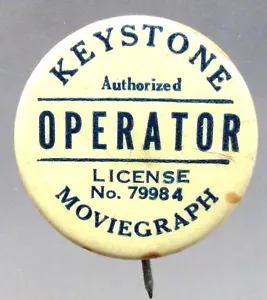 KEYSTONE
Authorized
OPERATOR
LICENSE
No. 79984
MOVIEGRAPH